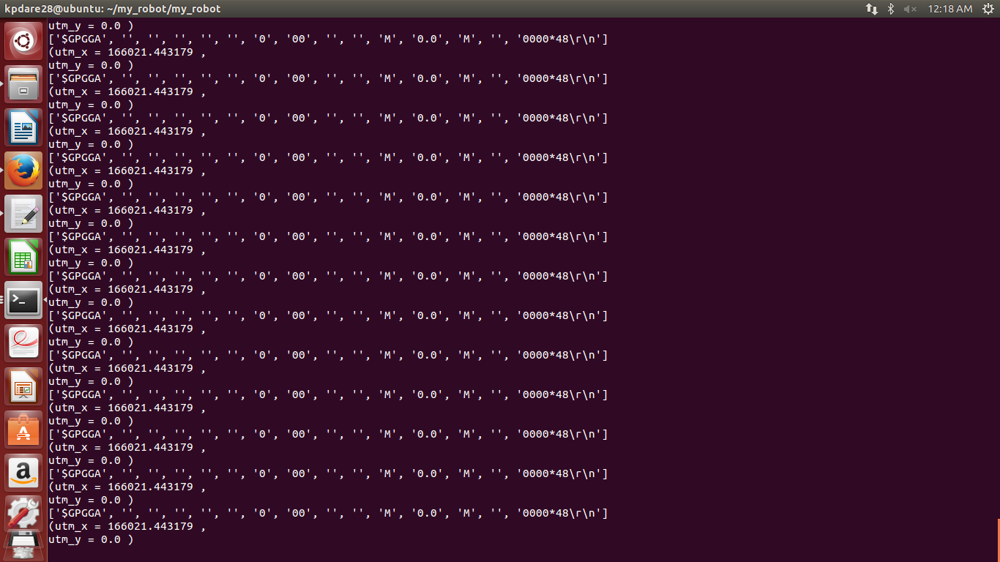 kpdare28@ubuntu: ~/my_robot/my_robot
12:18 AM
utm_y = 0.0 )
['$GPGGA', '', '', '', '', '', '0', '00', '', '', 'M', '0.0', 'M', '', '0000*48\r\n']
(utm_x = 166021.443179 ,
utm_y = 0.0 )
['$GPGGA', '', '', '', '', '', '0', '00', '', '', 'M', '0.0', 'M', '', '0000*48\r\n']
(utm_x = 166021.443179 ,
utm_y = 0.0 )
['$GPGGA', '', '', '', '', '', '0', '00', '', '', 'M', '0.0', 'M', '', '0000*48\r\n']
(utm_x = 166021.443179 ,
utm_y = 0.0 )
['$GPGGA', '', '', '', '', '', '0', '00', '', '', 'M', '0.0', 'M', '', '0000*48\r\n']
(utm_x = 166021.443179 ,
utm_y = 0.0 )
['$GPGGA', '', '', '', '', '', '0', '00', '', '', 'M', '0.0', 'M', '', '0000*48\r\n']
(utm_x = 166021.443179 ,
utm_y = 0.0 )
['$GPGGA', '', '', '', '', '', '0', '00', '', '', 'M', '0.0', 'M', '', '0000*48\r\n']
(utm_x = 166021.443179 ,
utm_y = 0.0 )
['$GPGGA', '', '', '', '', '', '0', '00', '', '', 'M', '0.0', 'M', '', '0000*48\r\n']
(utm_x = 166021.443179 ,
utm_y = 0.0 )
['$GPGGA', '', '', '', '', '', '0', '00', '', '', 'M', '0.0', 'M', '', '0000*48\r\n']
(utm_x = 166021.443179 ,
utm_y = 0.0 )
['$GPGGA', '', '', '', '', '', '0', '00', '', '', 'M', '0.0', 'M', '', '0000*48\r\n']
(utm_x = 166021.443179 ,
utm_y = 0.0 )
['$GPGGA', '', '', '', '', '', '0', '00', '', '', 'M', '0.0', 'M', '', '0000*48\r\n']
(utm_x = 166021.443179 ,
utm_y = 0.0 )
['$GPGGA', '', '', '', '', '', '0', '00', '', '', 'M', '0.0', 'M', '', '0000*48\r\n']
(utm_x = 166021.443179 ,
utm_y = 0.0 )
['$GPGGA', '', '', '', '', '', '0', '00', '', '', 'M', '0.0', 'M', '', '0000*48\r\n']
(utm_x = 166021.443179 ,
utm_y = 0.0 )
['$GPGGA', '', '', '', '', '', '0', '00', '', '', 'M', '0.0', 'M', '', '0000*48\r\n']
(utm_x = 166021.443179 ,
utm_y = 0.0 )